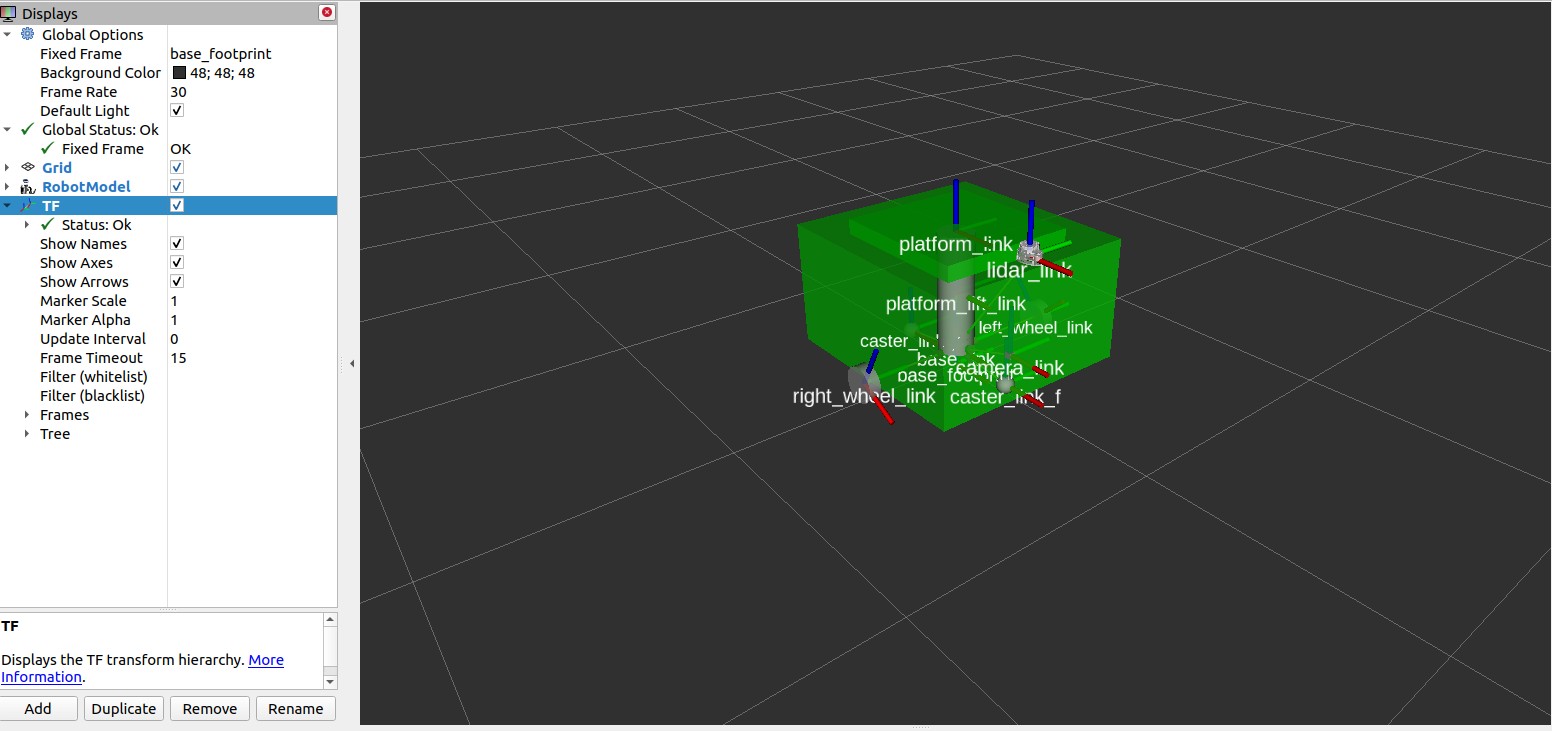 Displays
Global Options
Fixed Frame base_footprint
Background Color 48; 48; 48
Frame Rate 30
Default Light
Global Status: Ok
Fixed Frame OK
Grid
RobotModel
TF
Status: Ok
Show Names
Show Axes
Show Arrows
Marker Scale 1
Marker Alpha 1
Update Interval 0
Frame Timeout 15
Filter (whitelist)
Filter (blacklist)
Frames
Tree
TF
Displays the TF transform hierarchy. More
Information.
Add Duplicate Remove Rename
platform_link
lidar_link
platform_lift_link
left_wheel_link
camera_link
right_wheel_link caster_link_f